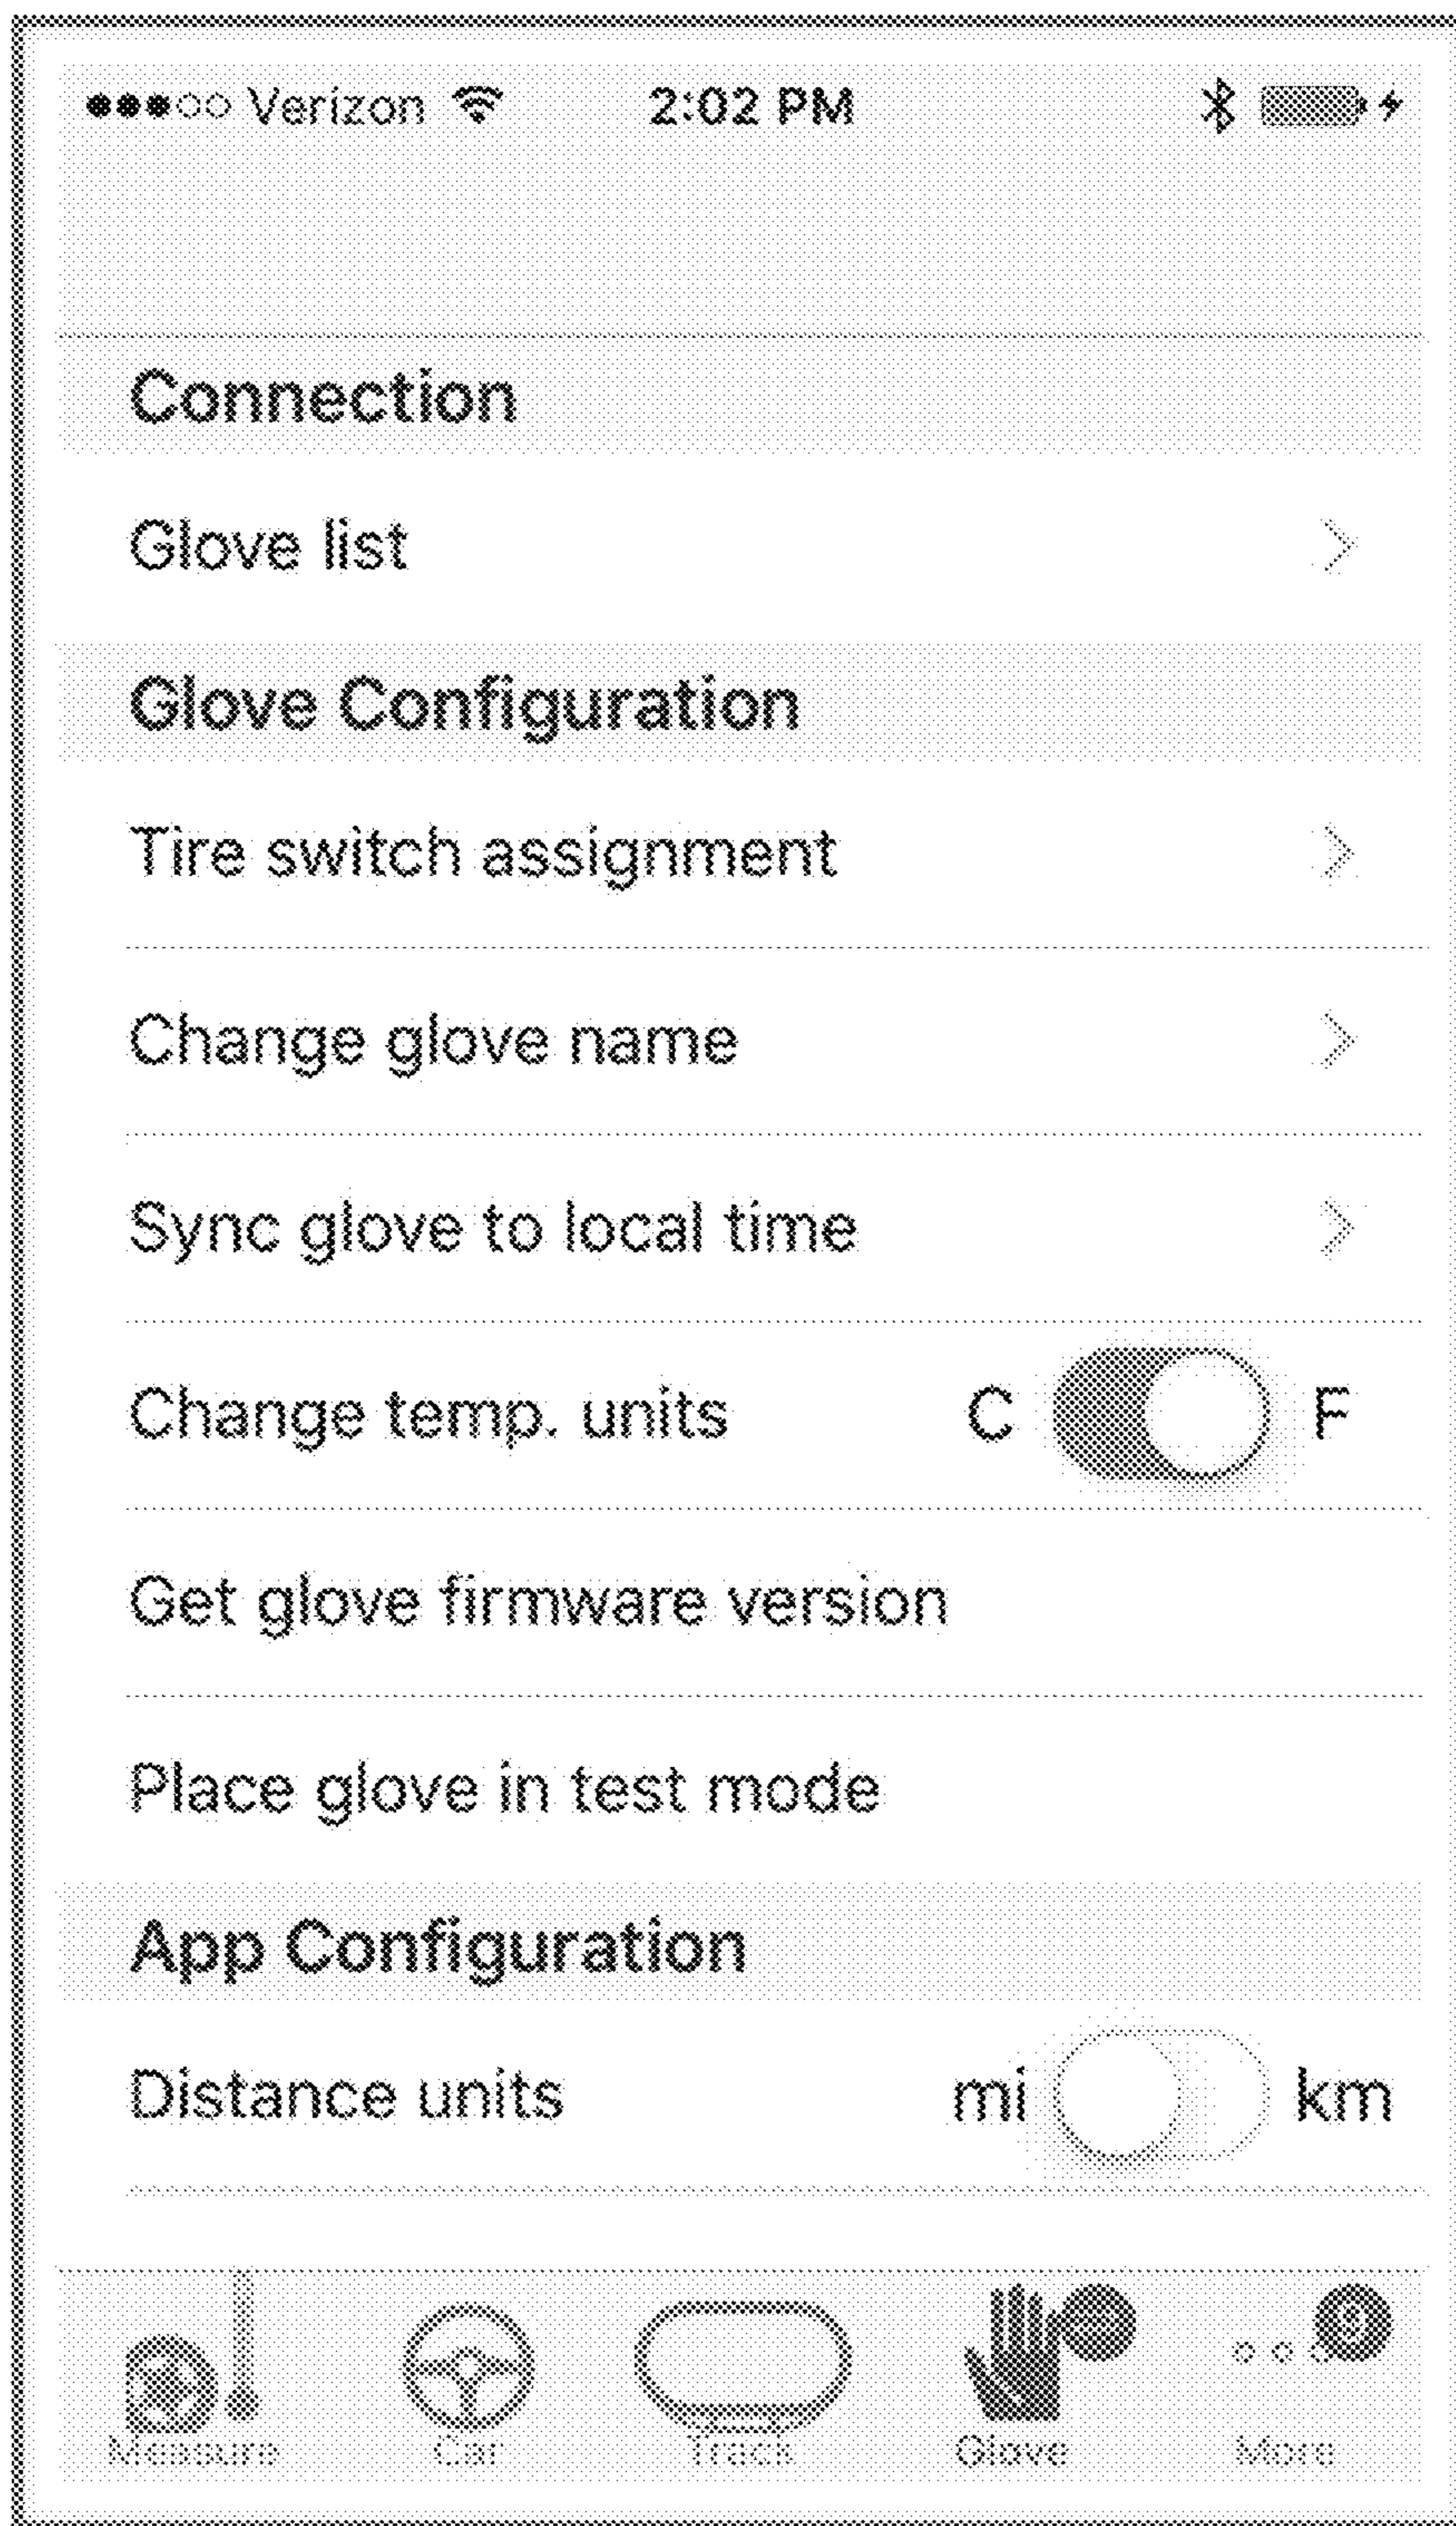 Verizon 2:02 PM
Connection
Glove list
Glove Configuration
Tire switch assignment
Change glove name
Sync glove to local time
Change temp. units C F
Get glove firmware version
Place glove in test mode
App Configuration
Distance units mi km
Measure Car Track Glove More